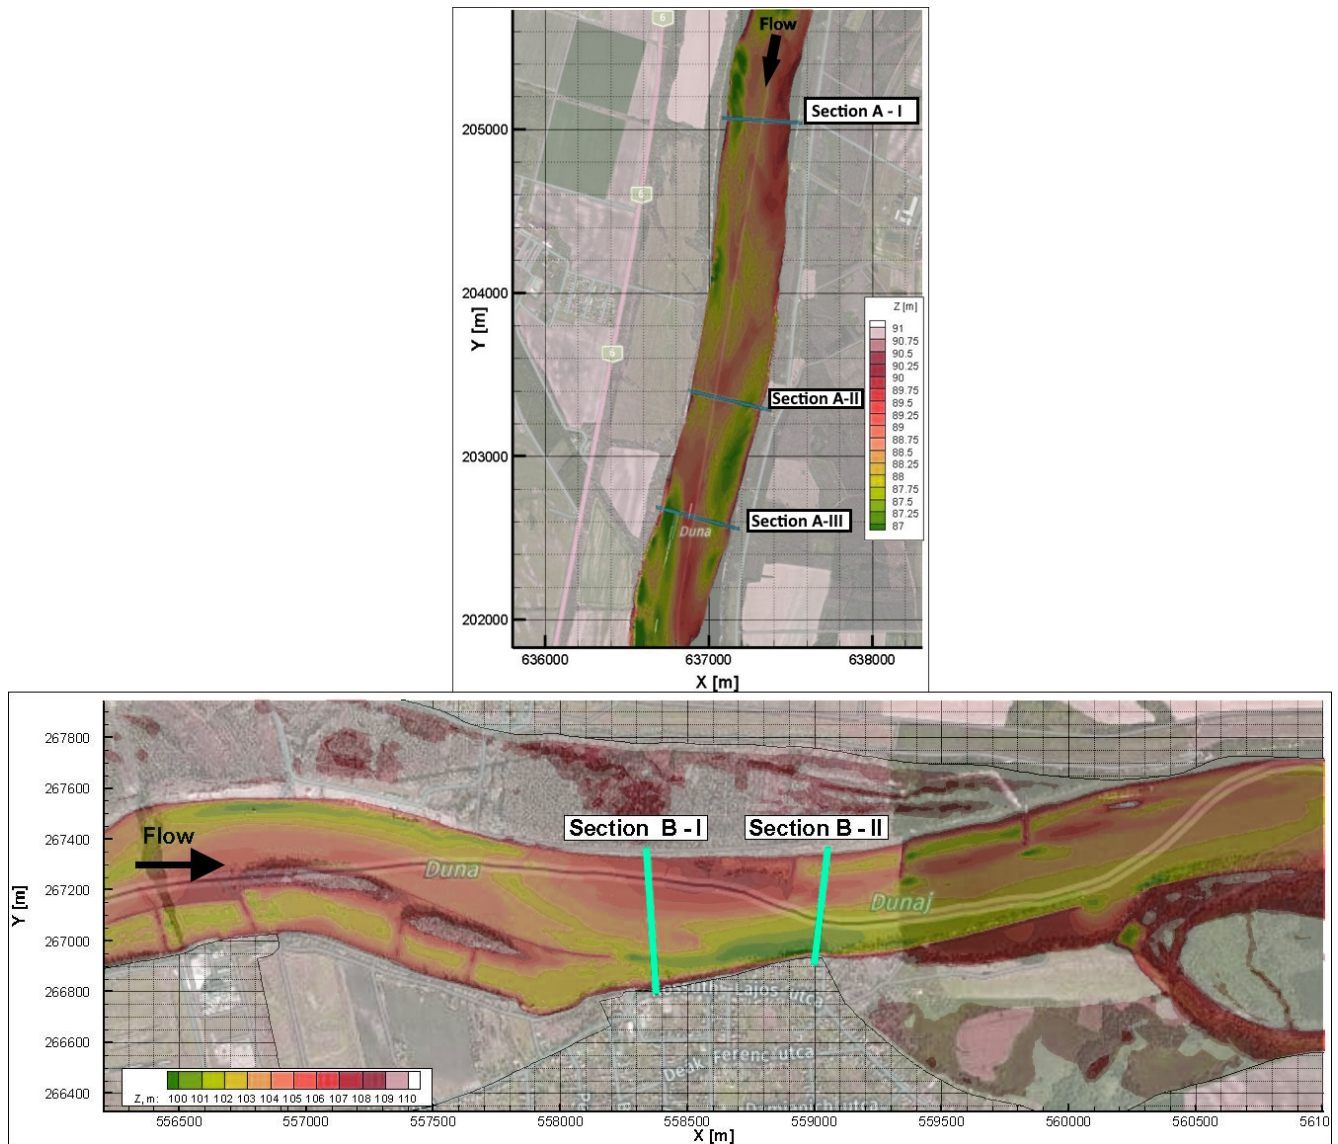 6
Flow
Section A - I
205000
6
204000
Y [m]
Z [m]
91
90.75
90.5
90.25
90
89.75
89.5
89.25
89
88.75
88.5
88.25
88
87.75
87.5
87.25
87
6
Section A-II
203000
Section A-III
Duna
202000
636000 637000 638000
X [m]
267800
267600
267400
267200
267000
266800
266600
266400
Y [m]
Flow
Duna
Section B - I
Section B - II
Dunaj
Lajos utca
Deák Ferenc utca
Z, m: 100 101 102 103 104 105 106 107 108 109 110
556500 557000 557500 558000 558500 559000 559500 560000 560500 5610
X [m]